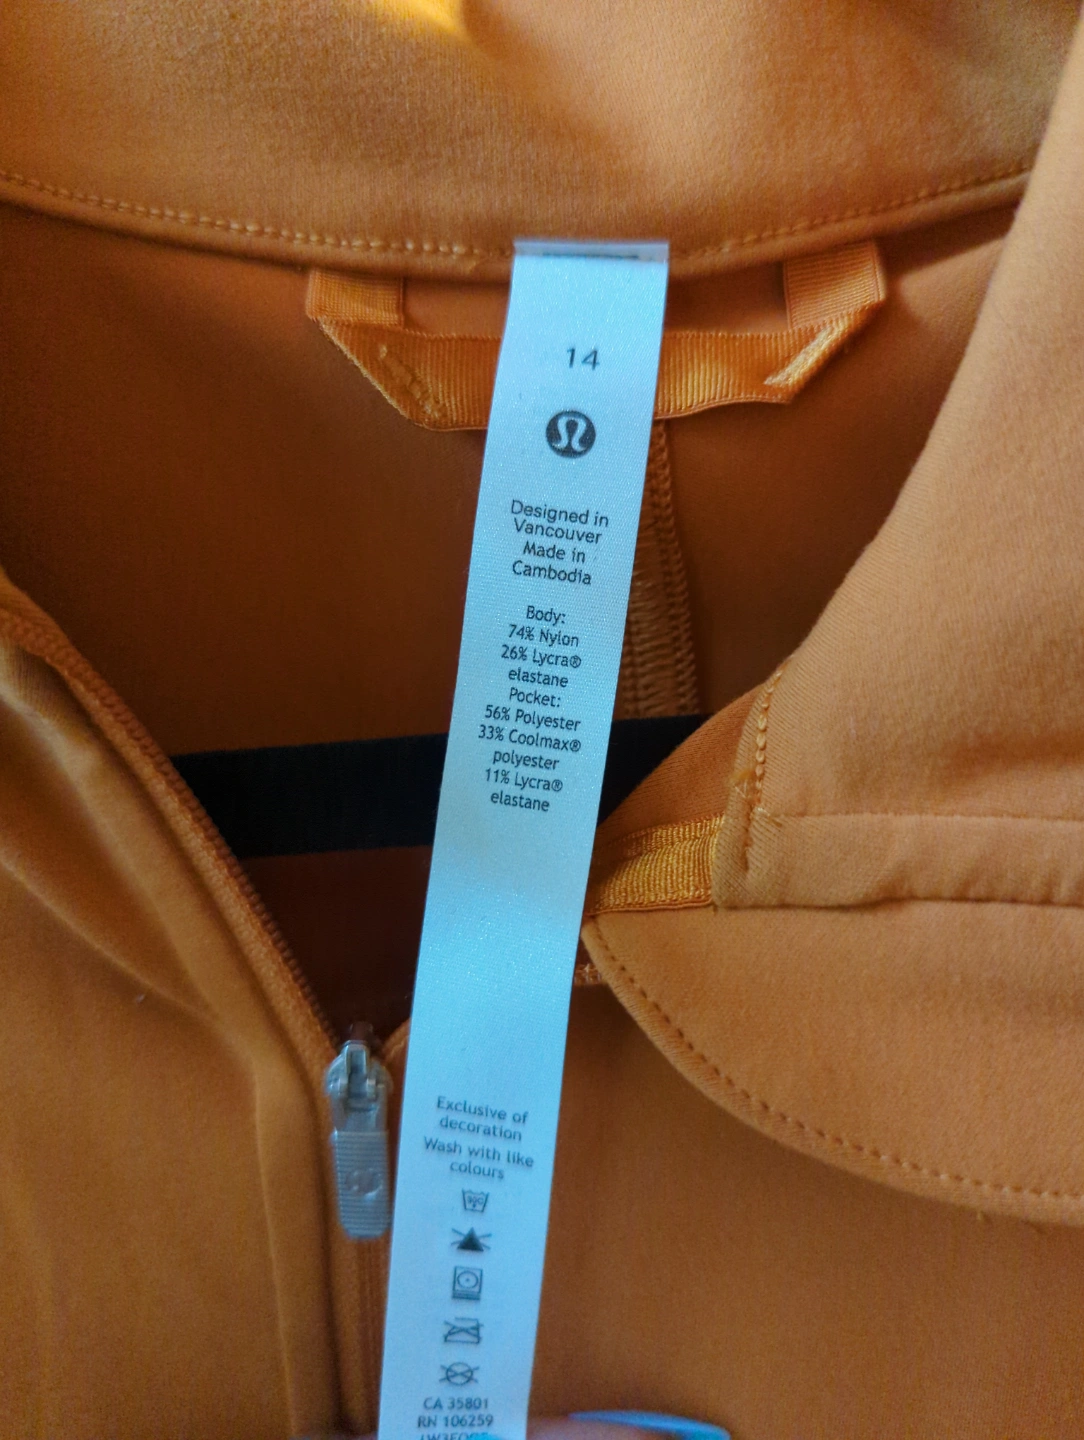 14
Designed in
Vancouver
Made in
Cambodia
Body:
74% Nylon
26% Lycra®
elastane
Pocket:
56% Polyester
33% Coolmax®
polyester
11% Lycra®
elastane
Exclusive of
decoration
Wash with like
colours
CA 35801
RN 106259